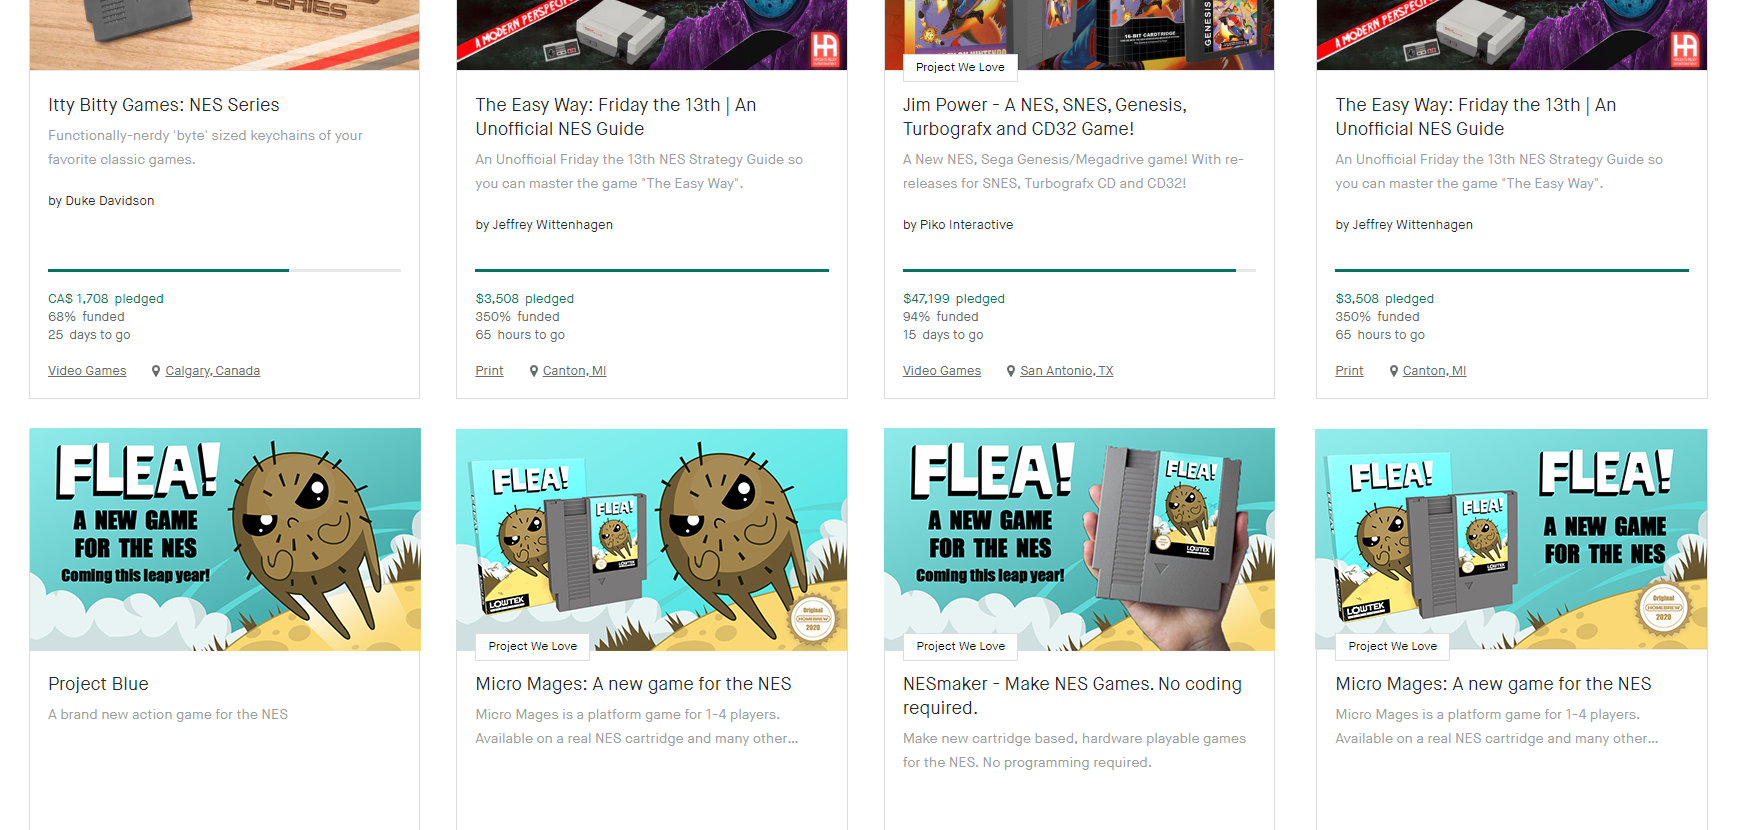 SERIES
A MODERN PERSPECTI
HA
16-BIT CARTRIDGE
GENESIS
A MODERN PERSPECTI
HA
Project We Love
Itty Bitty Games: NES Series
Functionally-nerdy 'byte' sized keychains of your
favorite classic games.
by Duke Davidson
CA$ 1,708 pledged
68% funded
25 days to go
Video Games
Calgary, Canada
The Easy Way: Friday the 13th | An
Unofficial NES Guide
An Unofficial Friday the 13th NES Strategy Guide so
you can master the game "The Easy Way".
by Jeffrey Wittenhagen
$3,508 pledged
350% funded
65 hours to go
Print
Canton, MI
Jim Power - A NES, SNES, Genesis,
Turbografx and CD32 Game!
A New NES, Sega Genesis/Megadrive game! With re-
releases for SNES, Turbografx CD and CD32!
by Piko Interactive
$47,199 pledged
94% funded
15 days to go
Video Games
San Antonio, TX
The Easy Way: Friday the 13th | An
Unofficial NES Guide
An Unofficial Friday the 13th NES Strategy Guide so
you can master the game "The Easy Way".
by Jeffrey Wittenhagen
$3,508 pledged
350% funded
65 hours to go
Print
Canton, MI
FLEA!
A NEW GAME
FOR THE NES
Coming this leap year!
Project Blue
A brand new action game for the NES
FLEA!
FLEA!
LOWTEK
LOWTEK
Original
HOMEBREW
2020
Project We Love
Micro Mages: A new game for the NES
Micro Mages is a platform game for 1-4 players.
Available on a real NES cartridge and many other...
FLEA!
A NEW GAME
FOR THE NES
Coming this leap year!
FLEA!
LOWTEK
Project We Love
NESmaker - Make NES Games. No coding
required.
Make new cartridge based, hardware playable games
for the NES. No programming required.
FLEA!
FLEA!
LOWTEK
LOWTEK
FLEA!
A NEW GAME
FOR THE NES
Original
HOMEBREW
2020
Project We Love
Micro Mages: A new game for the NES
Micro Mages is a platform game for 1-4 players.
Available on a real NES cartridge and many other...